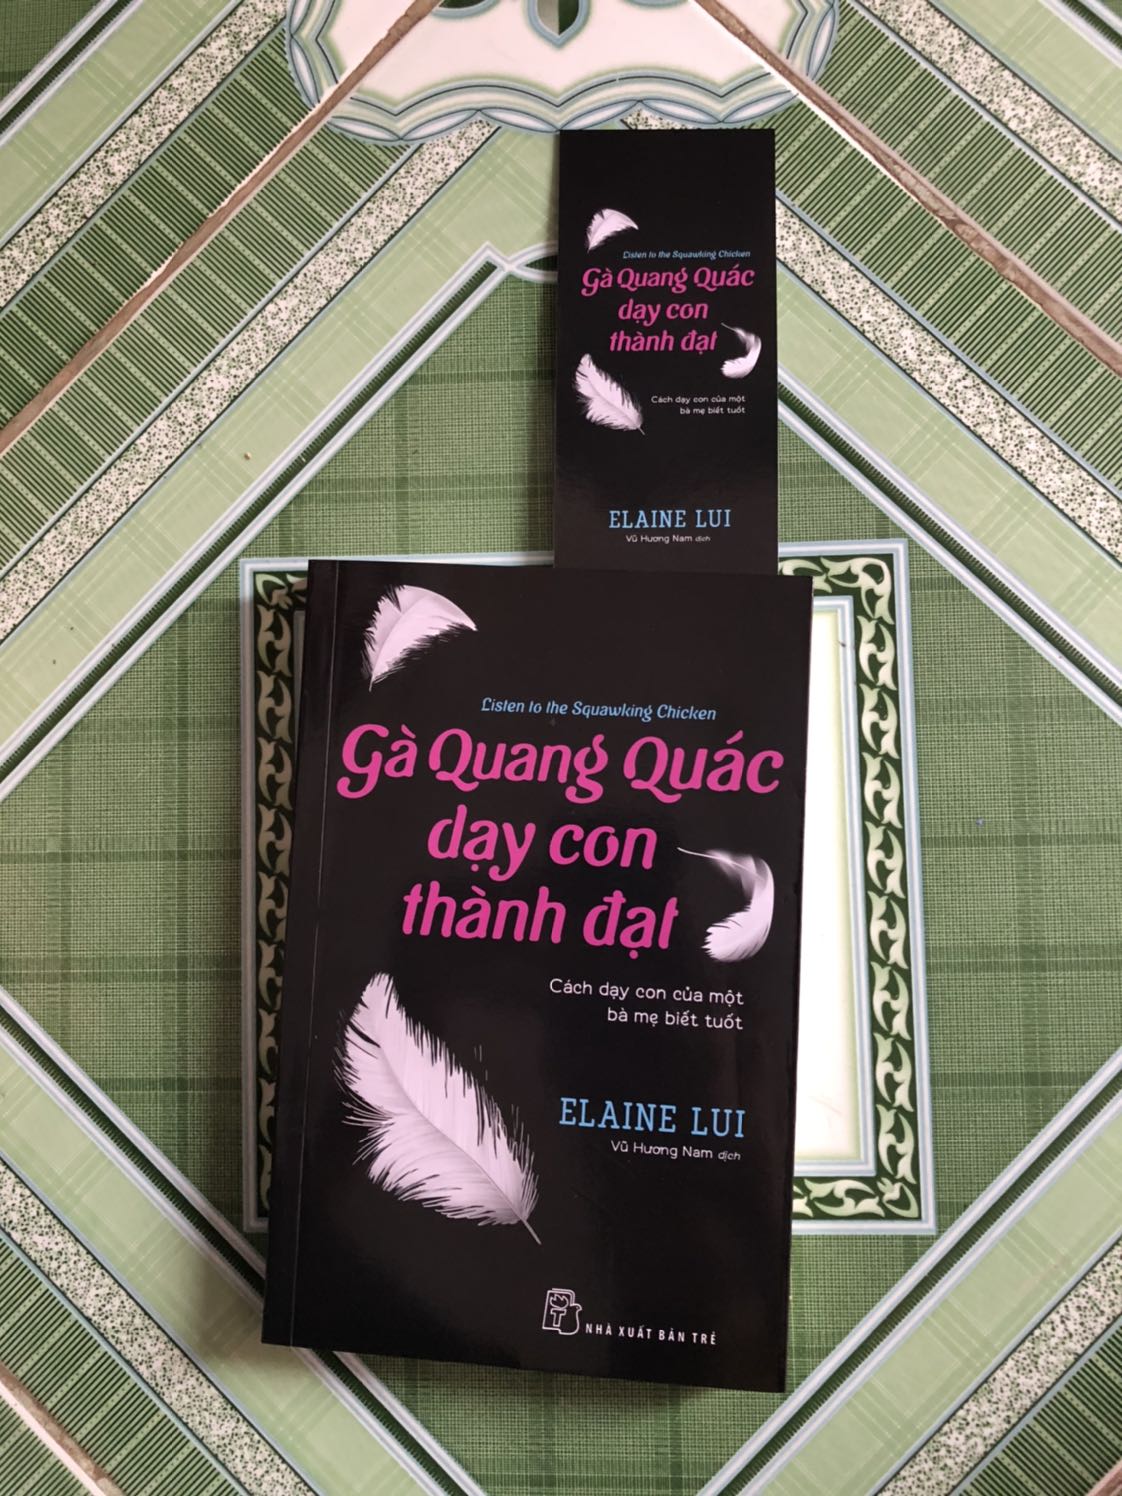 Listen to the Squawking Chicken
Gà Quang Quác
dạy con
thành đạt
Cách dạy con của một
bà mẹ biết tuốt
ELAINE LUI
Vũ Hương Nam dịch
Listen to the Squawking Chicken
Gà Quang Quác
dạy con
thành đạt
Cách dạy con của một
bà mẹ biết tuốt
ELAINE LUI
Vũ Hương Nam dịch
NHÀ XUẤT BẢN TRẺ